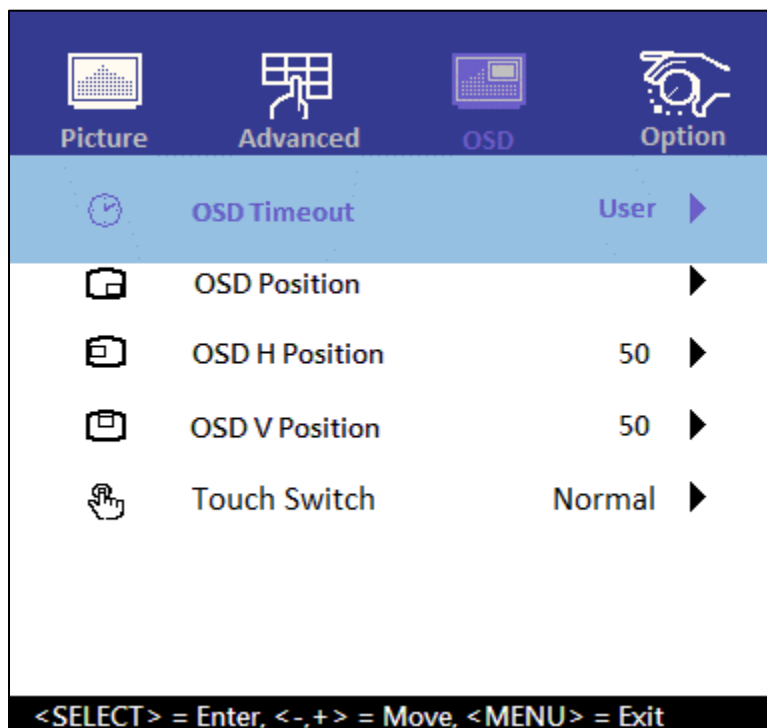 Picture Advanced OSD Option
OSD Timeout User
OSD Position
OSD H Position 50
OSD V Position 50
Touch Switch Normal
<SELECT> = Enter, <-,+> = Move, <MENU> = Exit